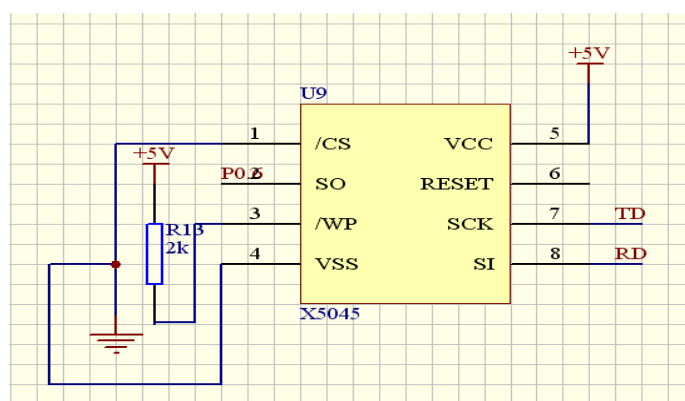 +5V
U9
1 /CS VCC 5
+5V
P0.6 2 SO RESET 6
3 /WP SCK 7 TD
R13
2k
4 VSS SI 8 RD
X5045